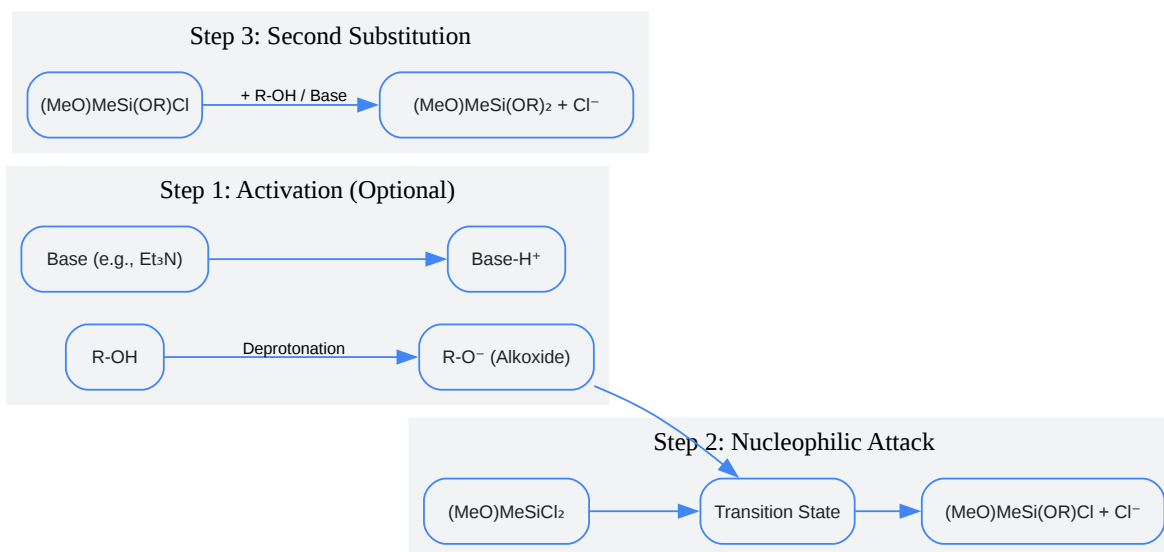 Step 3: Second Substitution
(MeO)MeSi(OR)Cl
+ R-OH / Base
(MeO)MeSi(OR)₂ + Cl⁻
Step 1: Activation (Optional)
Base (e.g., Et₃N)
Base-H⁺
R-OH
Deprotonation
R-O⁻ (Alkoxide)
Step 2: Nucleophilic Attack
(MeO)MeSiCl₂
Transition State
(MeO)MeSi(OR)Cl + Cl⁻